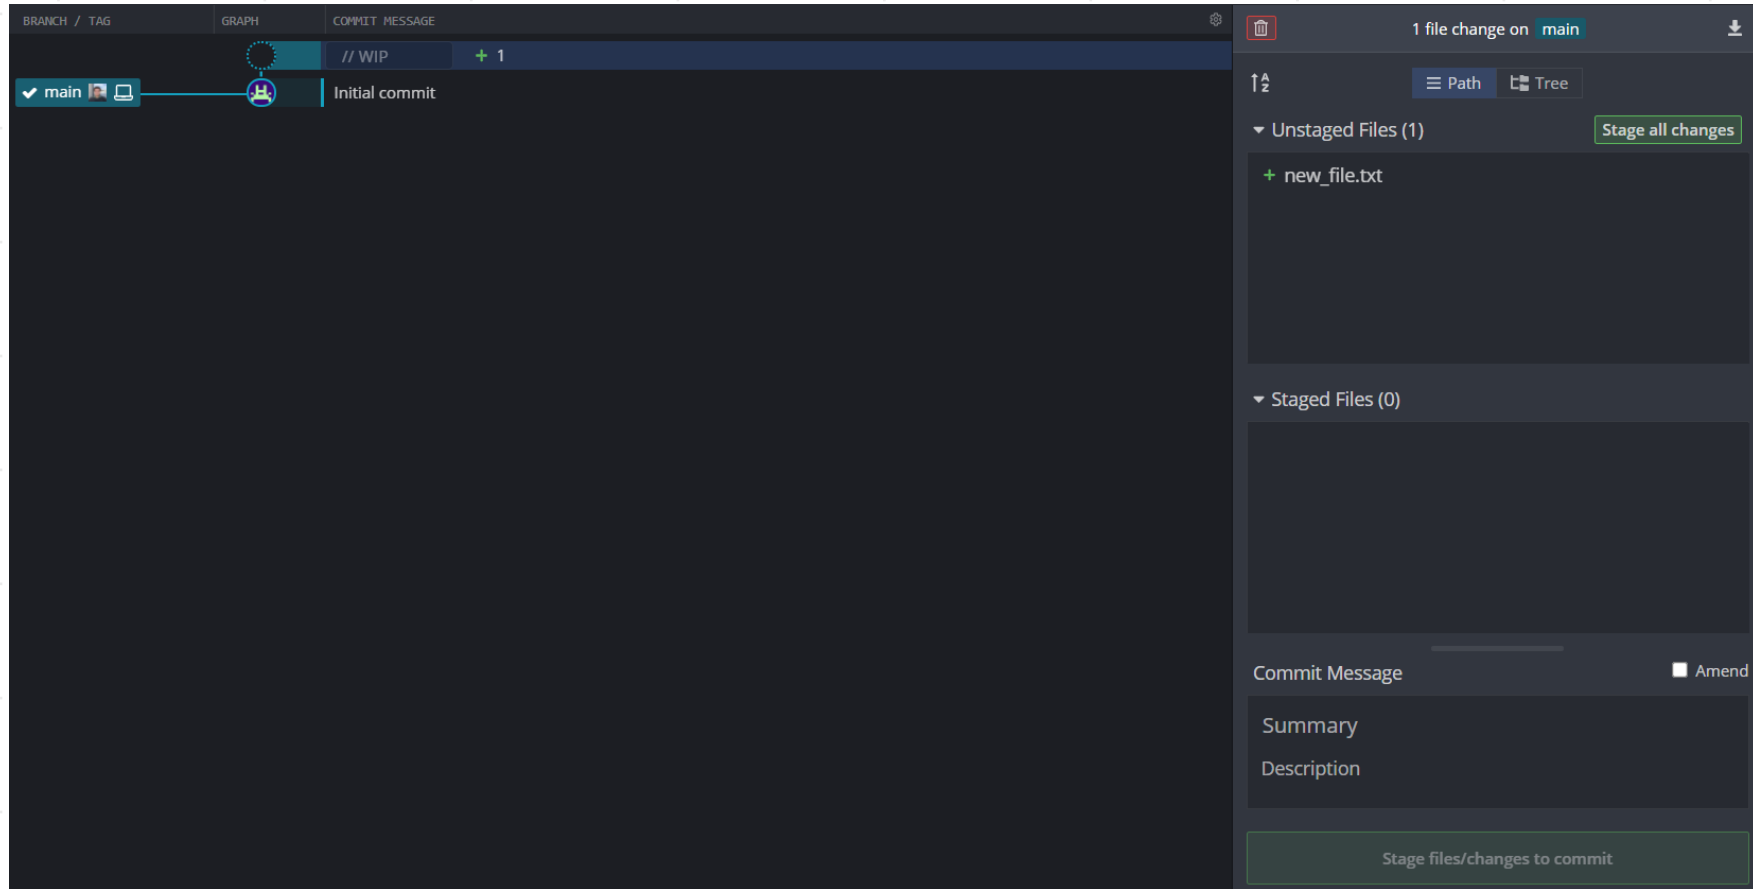 BRANCH / TAG GRAPH COMMIT MESSAGE
// WIP + 1
main
Initial commit
1 file change on main
A
Z
Path Tree
Unstaged Files (1) Stage all changes
+ new_file.txt
Staged Files (0)
Commit Message Amend
Summary
Description
Stage files/changes to commit